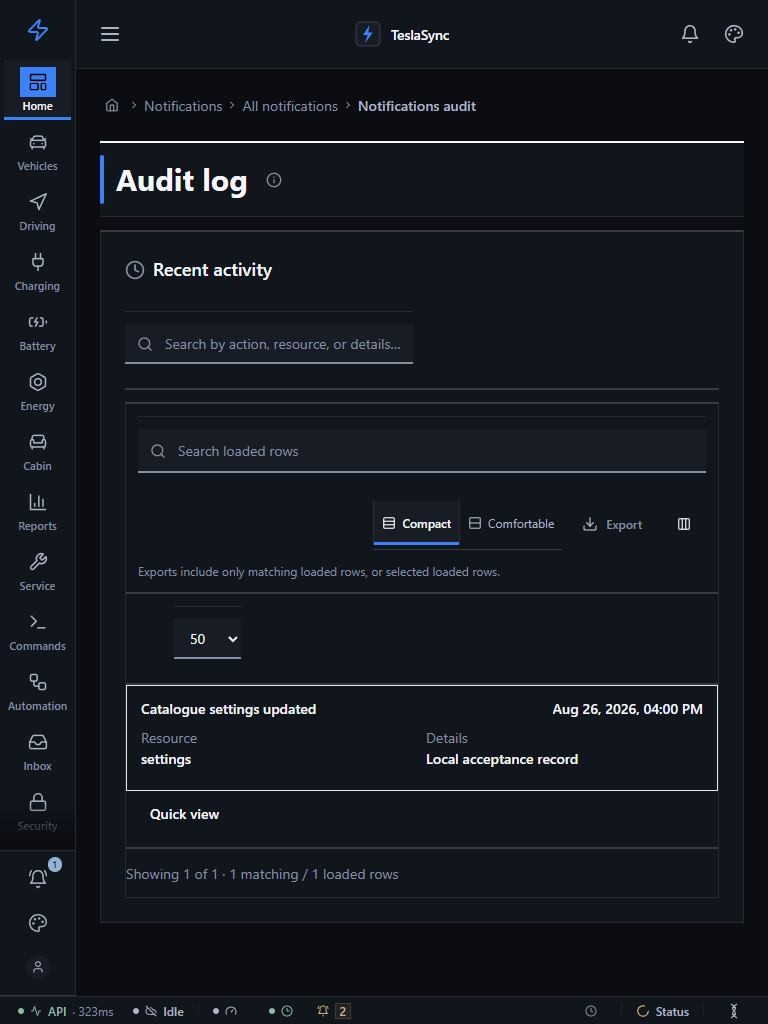 TeslaSync
Home
Vehicles
Driving
Charging
Battery
Energy
Cabin
Reports
Service
Commands
Automation
Inbox
Security
1
Notifications
All notifications
Notifications audit
Audit log
Recent activity
Search by action, resource, or details...
Search loaded rows
Compact
Comfortable
Export
Exports include only matching loaded rows, or selected loaded rows.
50
Catalogue settings updated
Aug 26, 2026, 04:00 PM
Resource
Details
settings
Local acceptance record
Quick view
Showing 1 of 1 · 1 matching / 1 loaded rows
API · 323ms
Idle
2
Status